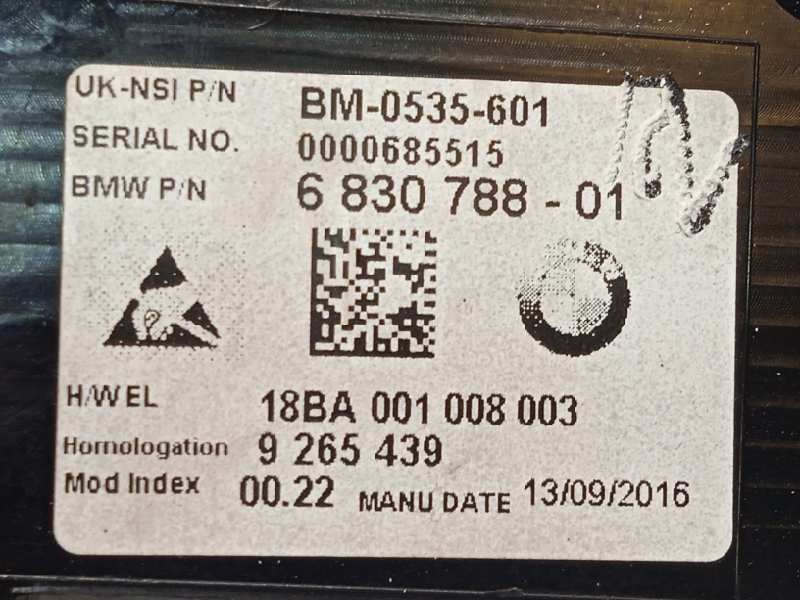 UK-NSI P/N BM-0535-601
SERIAL NO. 0000685515
BMW P/N 6 830 788 - 01
H/W EL 18BA 001 008 003
Homologation 9 265 439
Mod Index 00.22 MANU DATE 13/09/2016